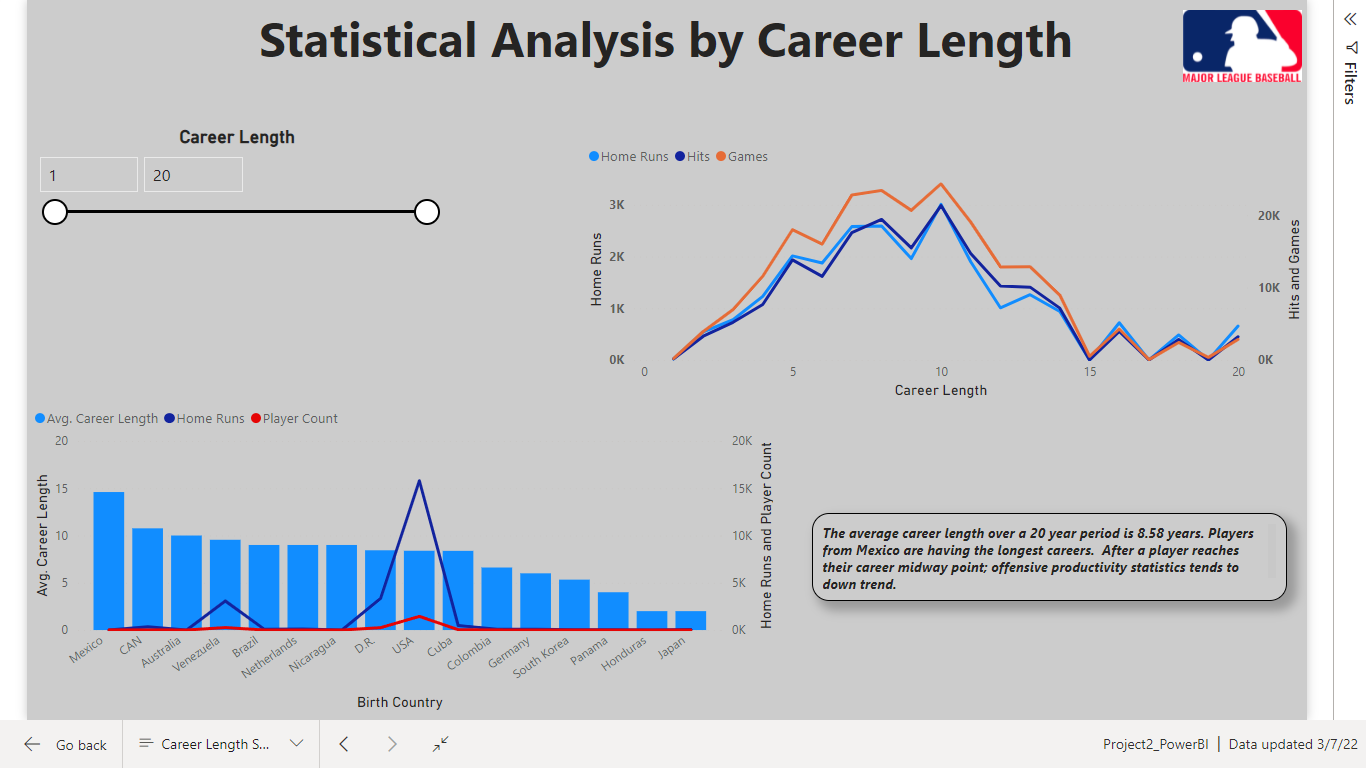 Statistical Analysis by Career Length
MAJOR LEAGUE BASEBALL
Filters
Career Length
1
20
Home Runs
Hits
Games
3K
2K
1K
0K
Home Runs
20K
10K
0K
Hits and Games
0
5
10
15
20
Career Length
Avg. Career Length
Home Runs
Player Count
20
15
10
5
0
Avg. Career Length
20K
15K
10K
5K
0K
Home Runs and Player Count
Mexico
CAN
Australia
Venezuela
Brazil
Netherlands
Nicaragua
D.R.
USA
Cuba
Colombia
Germany
South Korea
Panama
Honduras
Japan
Birth Country
The average career length over a 20 year period is 8.58 years. Players
from Mexico are having the longest careers. After a player reaches
their career midway point; offensive productivity statistics tends to
down trend.
Go back
Career Length S...
Project2_PowerBI | Data updated 3/7/22